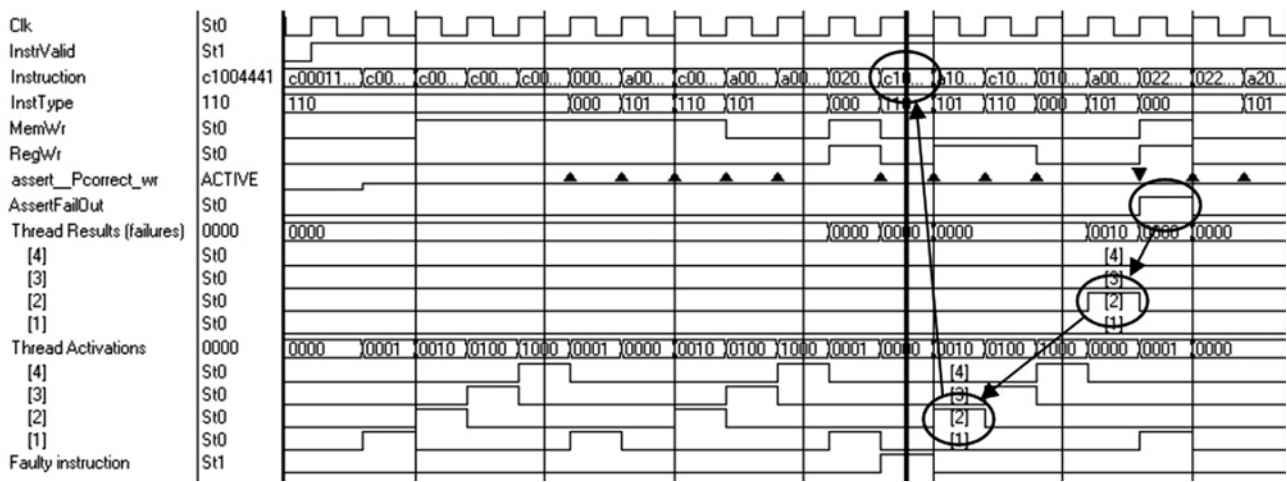 Clk St0
InstrValid St1
Instruction c1004441 c00011... c00... c00... c00... c00 000... a00... c00... a00... a00... 020... c10... a10... c10... 010... a00... 022... 022... a20...
InstType 110 110 000 101 110 101 000 110 101 110 000 101 000 101
MemWr St0
RegWr St0
assert__Pcorrect_wr ACTIVE
AssertFailOut St0
Thread Results (failures) 0000 0000 0000 0000 0000 0010 0000 0000
[4] St0 [4]
[3] St0 [3]
[2] St0 [2]
[1] St0 [1]
Thread Activations 0000 0000 0001 0010 0100 1000 0001 0000 0010 0100 1000 0001 0000 0010 0100 1000 0000 0001 0000
[4] St0 [4]
[3] St0 [3]
[2] St0 [2]
[1] St0 [1]
Faulty instruction St1